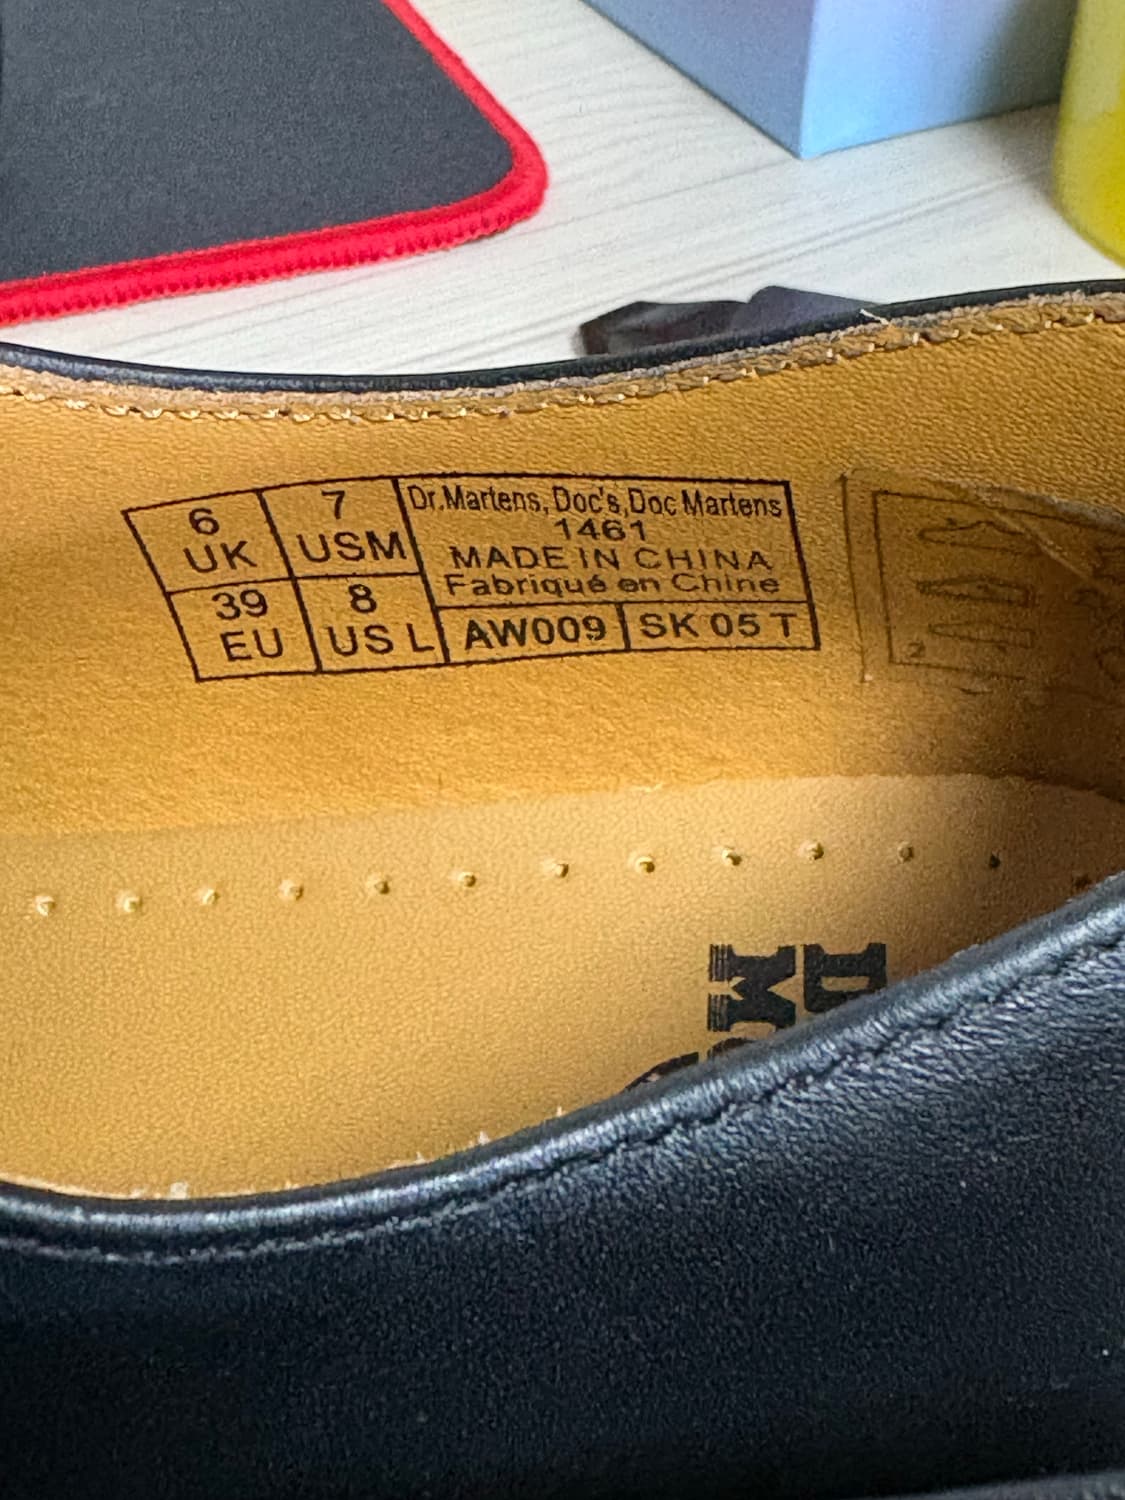 6 UK
7 USM
39 EU
8 US L
Dr.Martens, Doc's,Doc Martens
1461
MADE IN CHINA
Fabriqué en Chine
AW009
SK 05 T
2